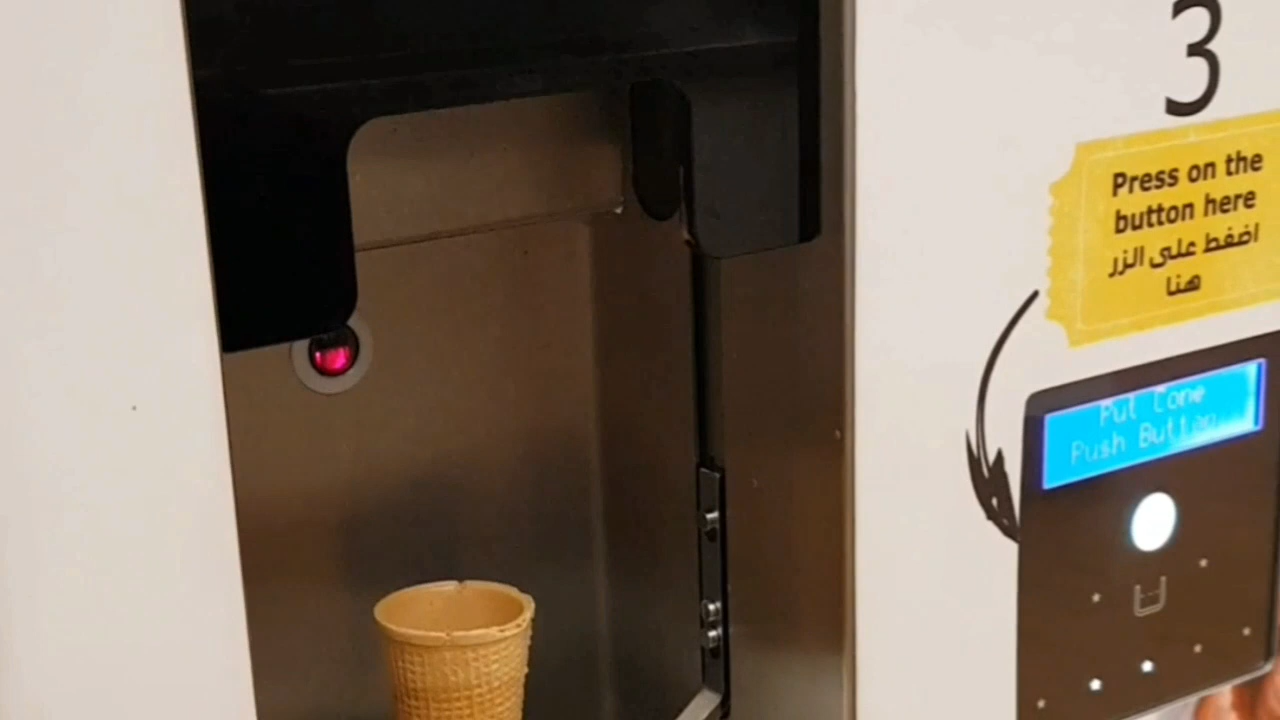 3
Press on the
button here
اضغط على الزر
هنا
Put Cone
Push Button